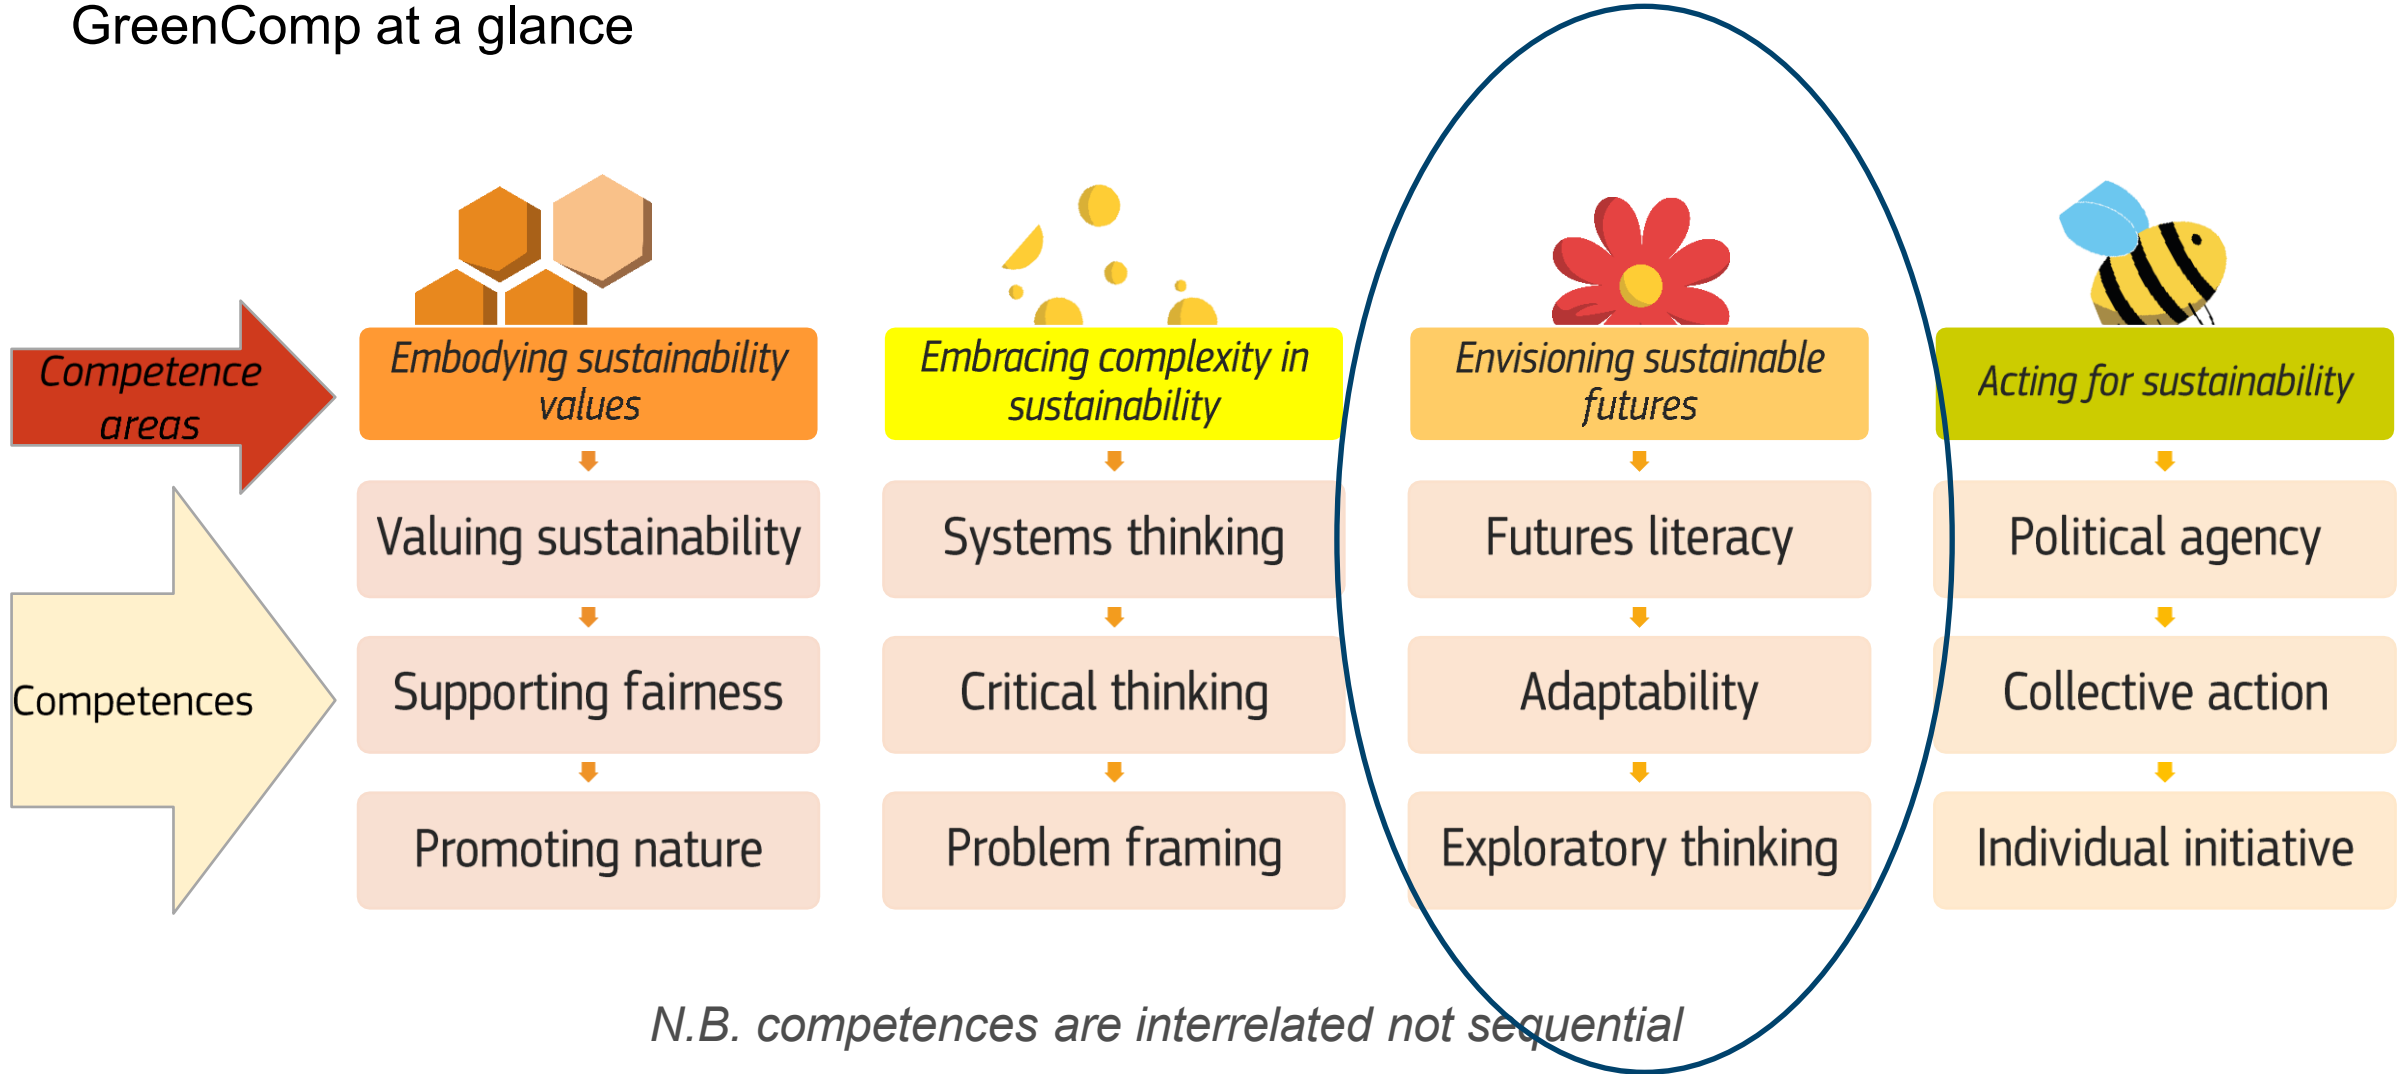 GreenComp at a glance
Competence
areas
Embodying sustainability
values
Embracing complexity in
sustainability
Envisioning sustainable
futures
Acting for sustainability
Competences
Valuing sustainability
Systems thinking
Futures literacy
Political agency
Supporting fairness
Critical thinking
Adaptability
Collective action
Promoting nature
Problem framing
Exploratory thinking
Individual initiative
N.B. competences are interrelated not sequential